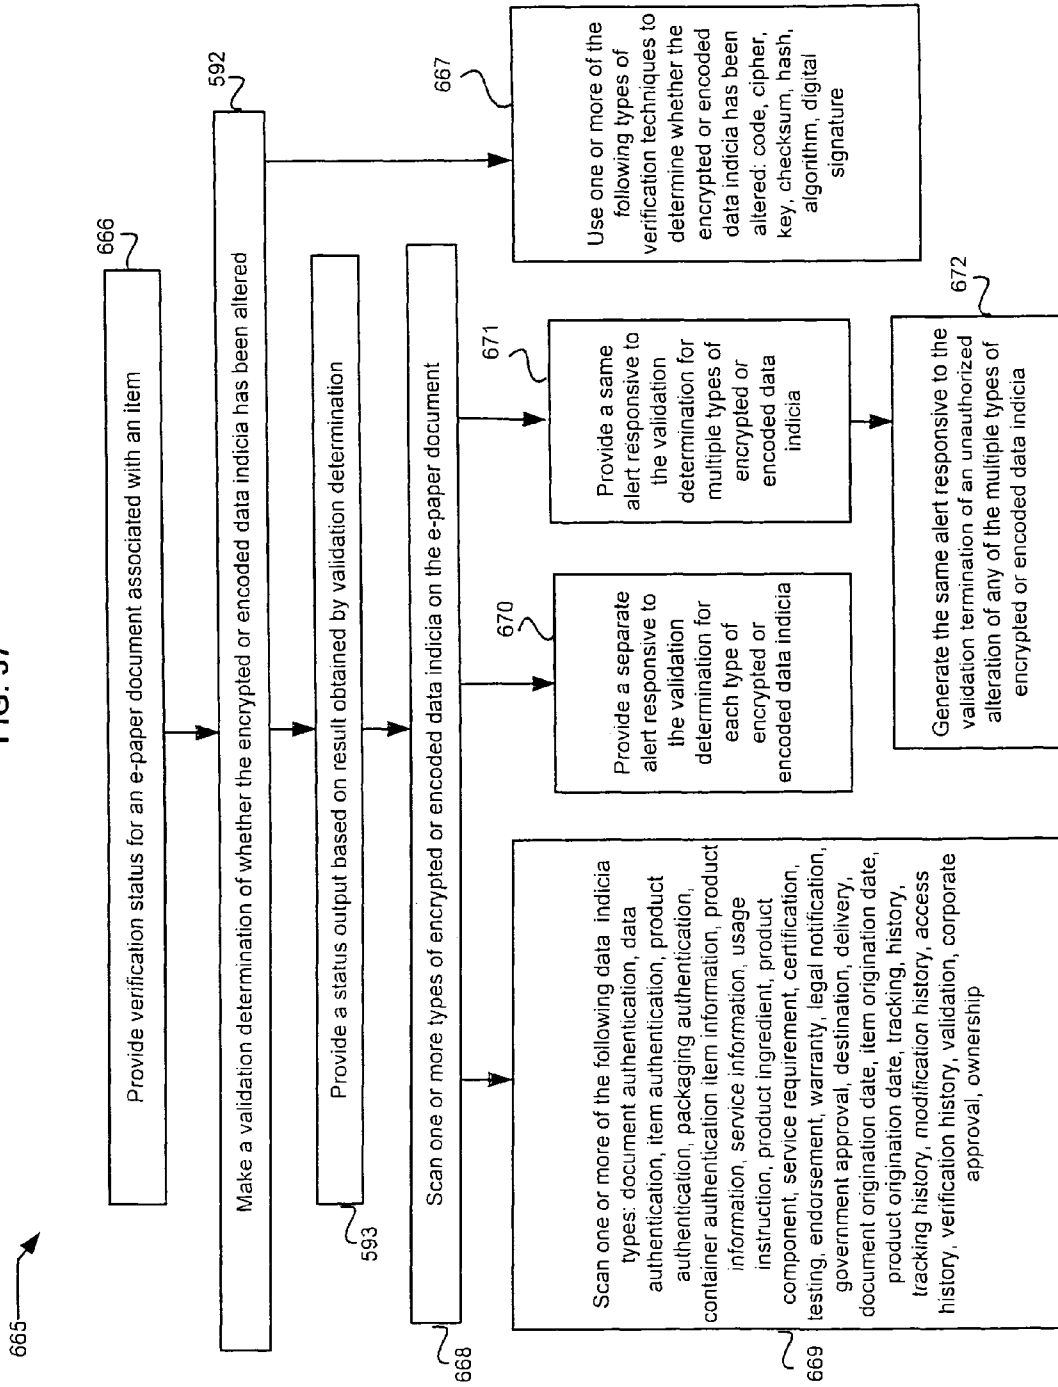 FIG.
665
666
Provide verification status for an e-paper document associated with an item
592
Make a validation determination of whether the encrypted or encoded data indicia has been altered
Provide a status output based on result obtained by validation determination
593
Scan one or more types of encrypted or encoded data indicia on the e-paper document
668
Scan one or more of the following data indicia
types: document authentication, data
authentication, item authentication, product
authentication, packaging authentication,
container authentication item information, product
information, service information, usage
instruction, product ingredient, product
component, service requirement, certification,
testing, endorsement, warranty, legal notification,
government approval, destination, delivery,
document origination date, item origination date,
product origination date, tracking, history,
tracking history, modification history, access
history, verification history, validation, corporate
approval, ownership
669
670
Provide a separate
alert responsive to
the validation
determination for
each type of
encrypted or
encoded data indicia
671
Provide a same
alert responsive to
the validation
determination for
multiple types of
encrypted or
encoded data
indicia
667
Use one or more of the
following types of
verification techniques to
determine whether the
encrypted or encoded
data indicia has been
altered: code, cipher,
key, checksum, hash,
algorithm, digital
signature
672
Generate the same alert responsive to the
validation termination of an unauthorized
alteration of any of the multiple types of
encrypted or encoded data indicia